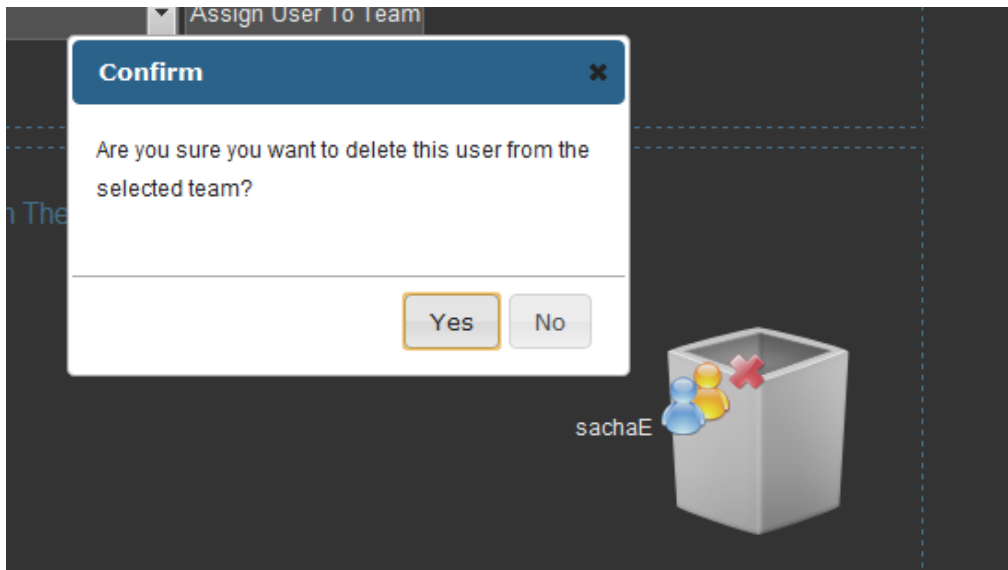 Assign User To Team
Confirm
Are you sure you want to delete this user from the
selected team?
n The
Yes No
sachaE